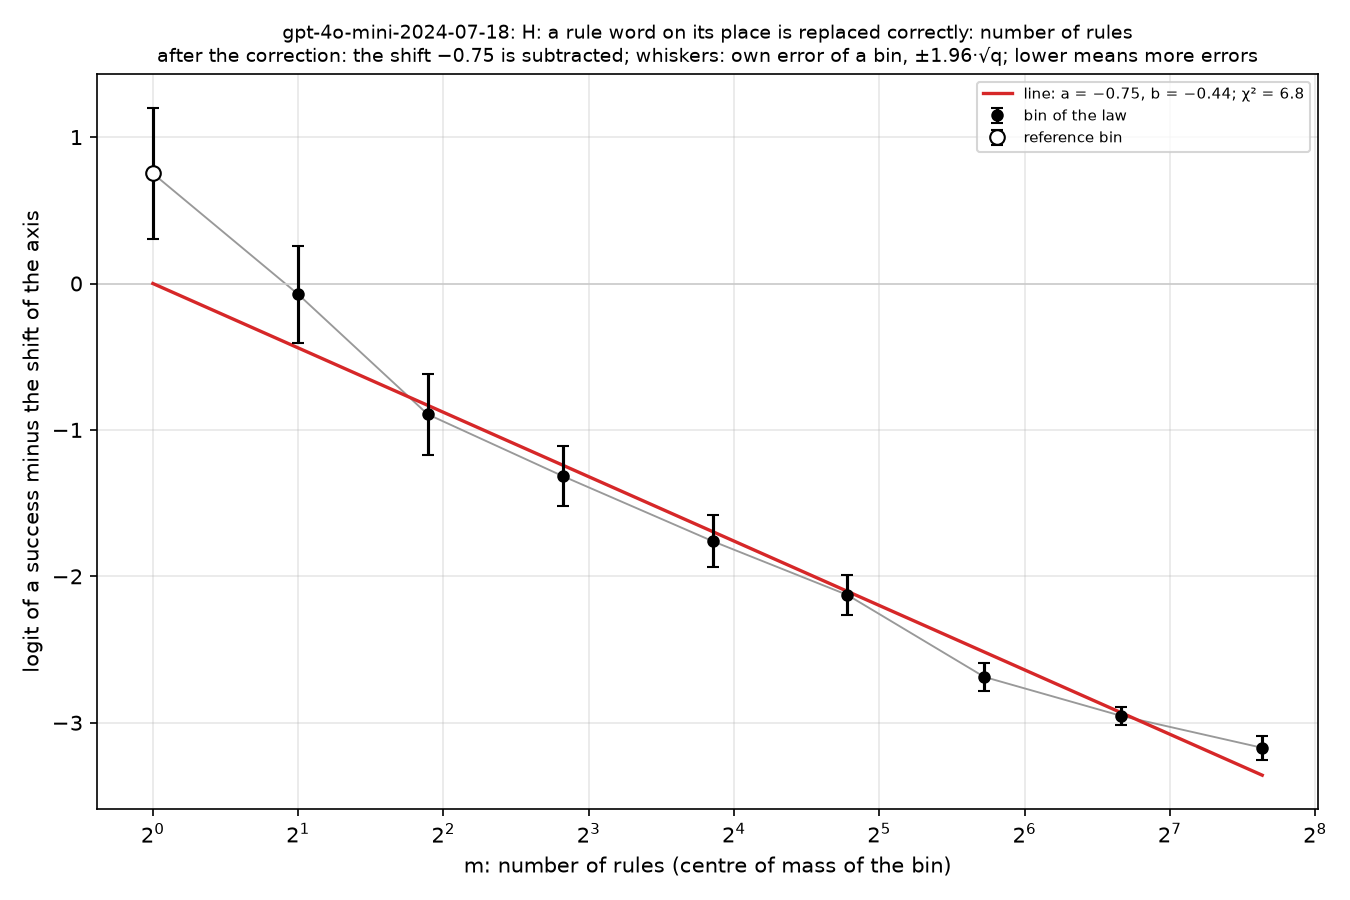 gpt-4o-mini-2024-07-18: H: a rule word on its place is replaced correctly: number of rules
after the correction: the shift −0.75 is subtracted; whiskers: own error of a bin, ±1.96·√q; lower means more errors
line: a = −0.75, b = −0.44; χ² = 6.8
bin of the law
reference bin
logit of a success minus the shift of the axis
1
0
−1
−2
−3
2⁰ 2¹ 2² 2³ 2⁴ 2⁵ 2⁶ 2⁷ 2⁸
m: number of rules (centre of mass of the bin)